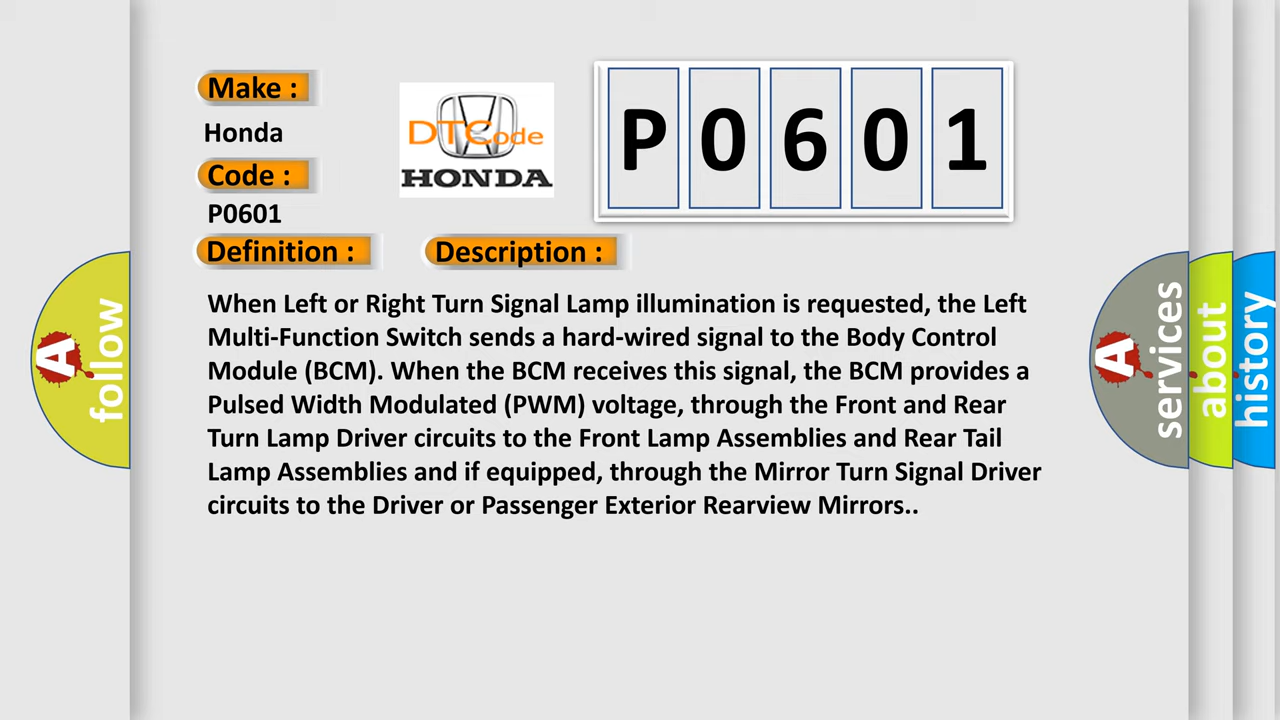 Make :
Honda
Code :
P0601
DTCode
HONDA
P0601
Definition :
Description :
When Left or Right Turn Signal Lamp illumination is requested, the Left
Multi-Function Switch sends a hard-wired signal to the Body Control
Module (BCM). When the BCM receives this signal, the BCM provides a
Pulsed Width Modulated (PWM) voltage, through the Front and Rear
Turn Lamp Driver circuits to the Front Lamp Assemblies and Rear Tail
Lamp Assemblies and if equipped, through the Mirror Turn Signal Driver
circuits to the Driver or Passenger Exterior Rearview Mirrors..
A
follow
A
services
about
history